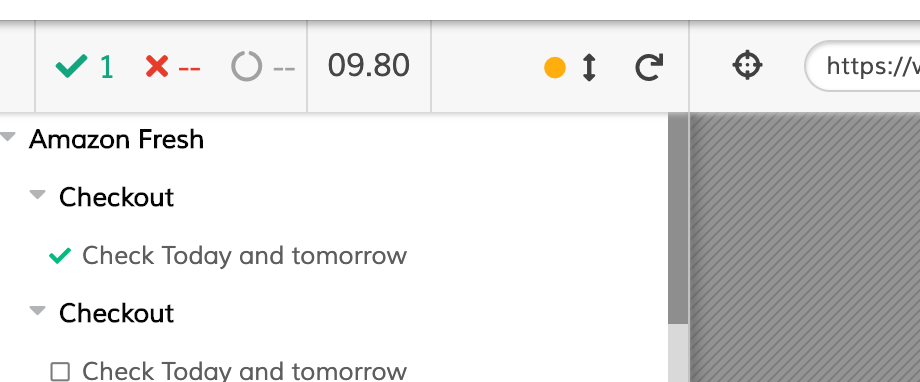 1 -- -- 09.80 https://
Amazon Fresh
Checkout
Check Today and tomorrow
Checkout
Check Today and tomorrow